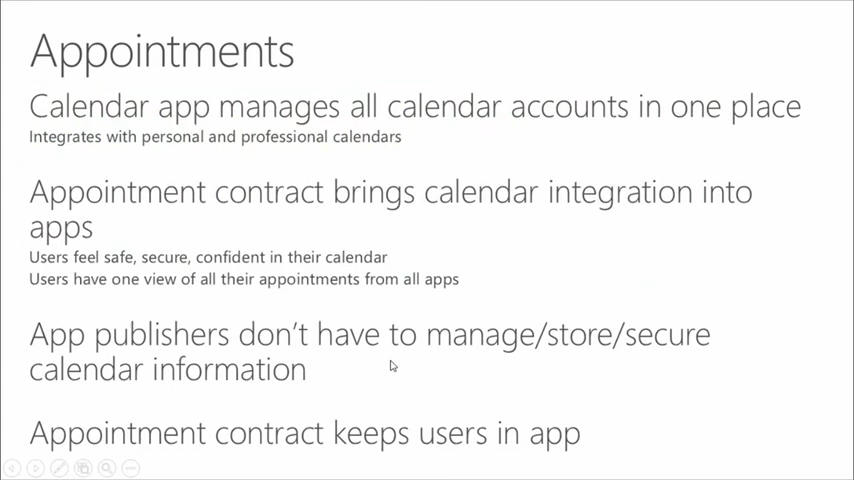 Appointments
Calendar app manages all calendar accounts in one place
Integrates with personal and professional calendars
Appointment contract brings calendar integration into
apps
Users feel safe, secure, confident in their calendar
Users have one view of all their appointments from all apps
App publishers don’t have to manage/store/secure
calendar information
Appointment contract keeps users in app